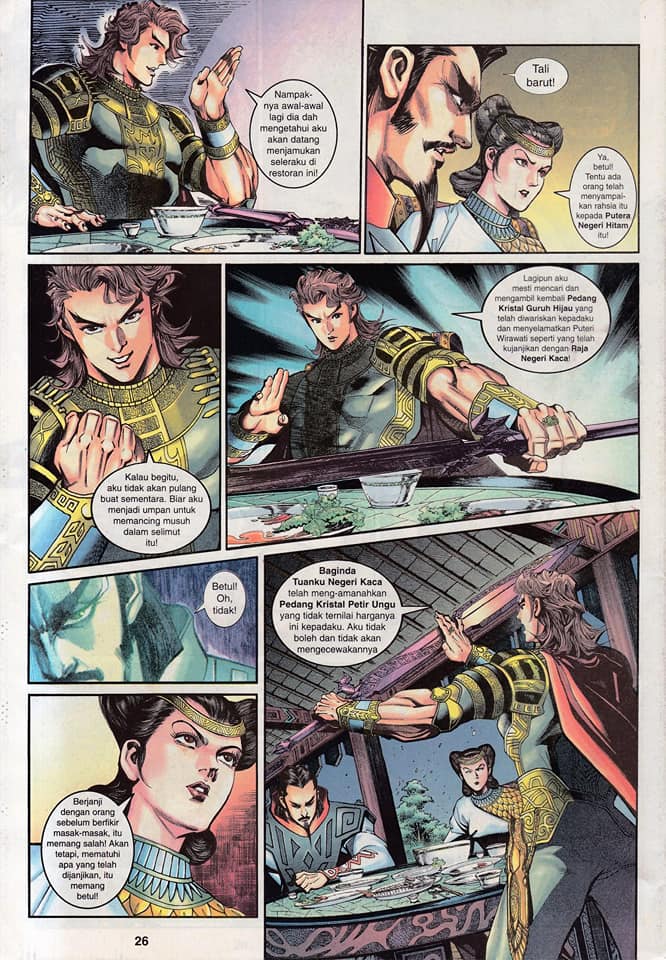 Nampak-
nya awal-awal
lagi dia dah
mengetahui aku
akan datang
menjamukan
seleraku di
restoran ini!
Tali
barut!
Ya,
betul!
Tentu ada
orang telah
menyampai-
kan rahsia itu
kepada Putera
Negeri Hitam
itu!
Kalau begitu,
aku tidak akan pulang
buat sementara. Biar aku
menjadi umpan untuk
memancing musuh
dalam selimut
itu!
Lagipun aku
mesti mencari dan
mengambil kembali Pedang
Kristal Guruh Hijau yang
telah diwariskan kepadaku
dan menyelamatkan Puteri
Wirawati seperti yang telah
kujanjikan dengan Raja
Negeri Kaca!
Betul!
Oh,
tidak!
Berjanji
dengan orang
sebelum berfikir
masak-masak, itu
memang salah! Akan
tetapi, mematuhi
apa yang telah
dijanjikan, itu
memang
betul!
Baginda
Tuanku Negeri Kaca
telah meng-amanahkan
Pedang Kristal Petir Ungu
yang tidak ternilai harganya
ini kepadaku. Aku tidak
boleh dan tidak akan
mengecewakannya
26